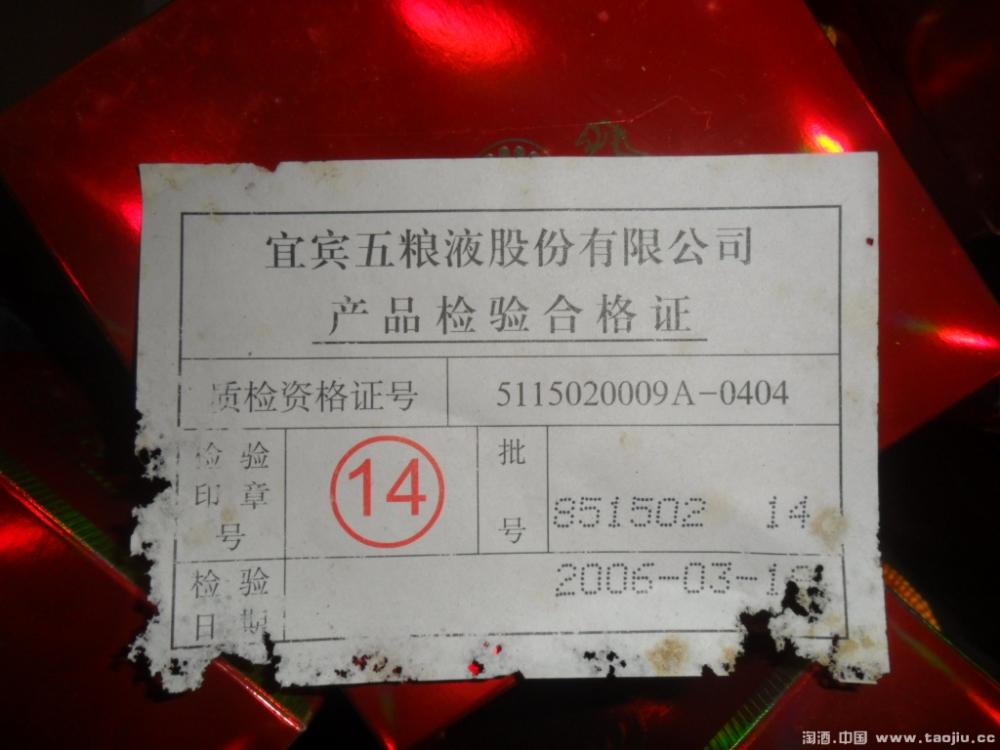 宜宾五粮液股份有限公司
产品检验合格证
质检资格证号 5115020009A-0404
检验印章号 14 批号 851502 14
检验日期 2006-03-1
淘酒.中国 www.taojiu.cc